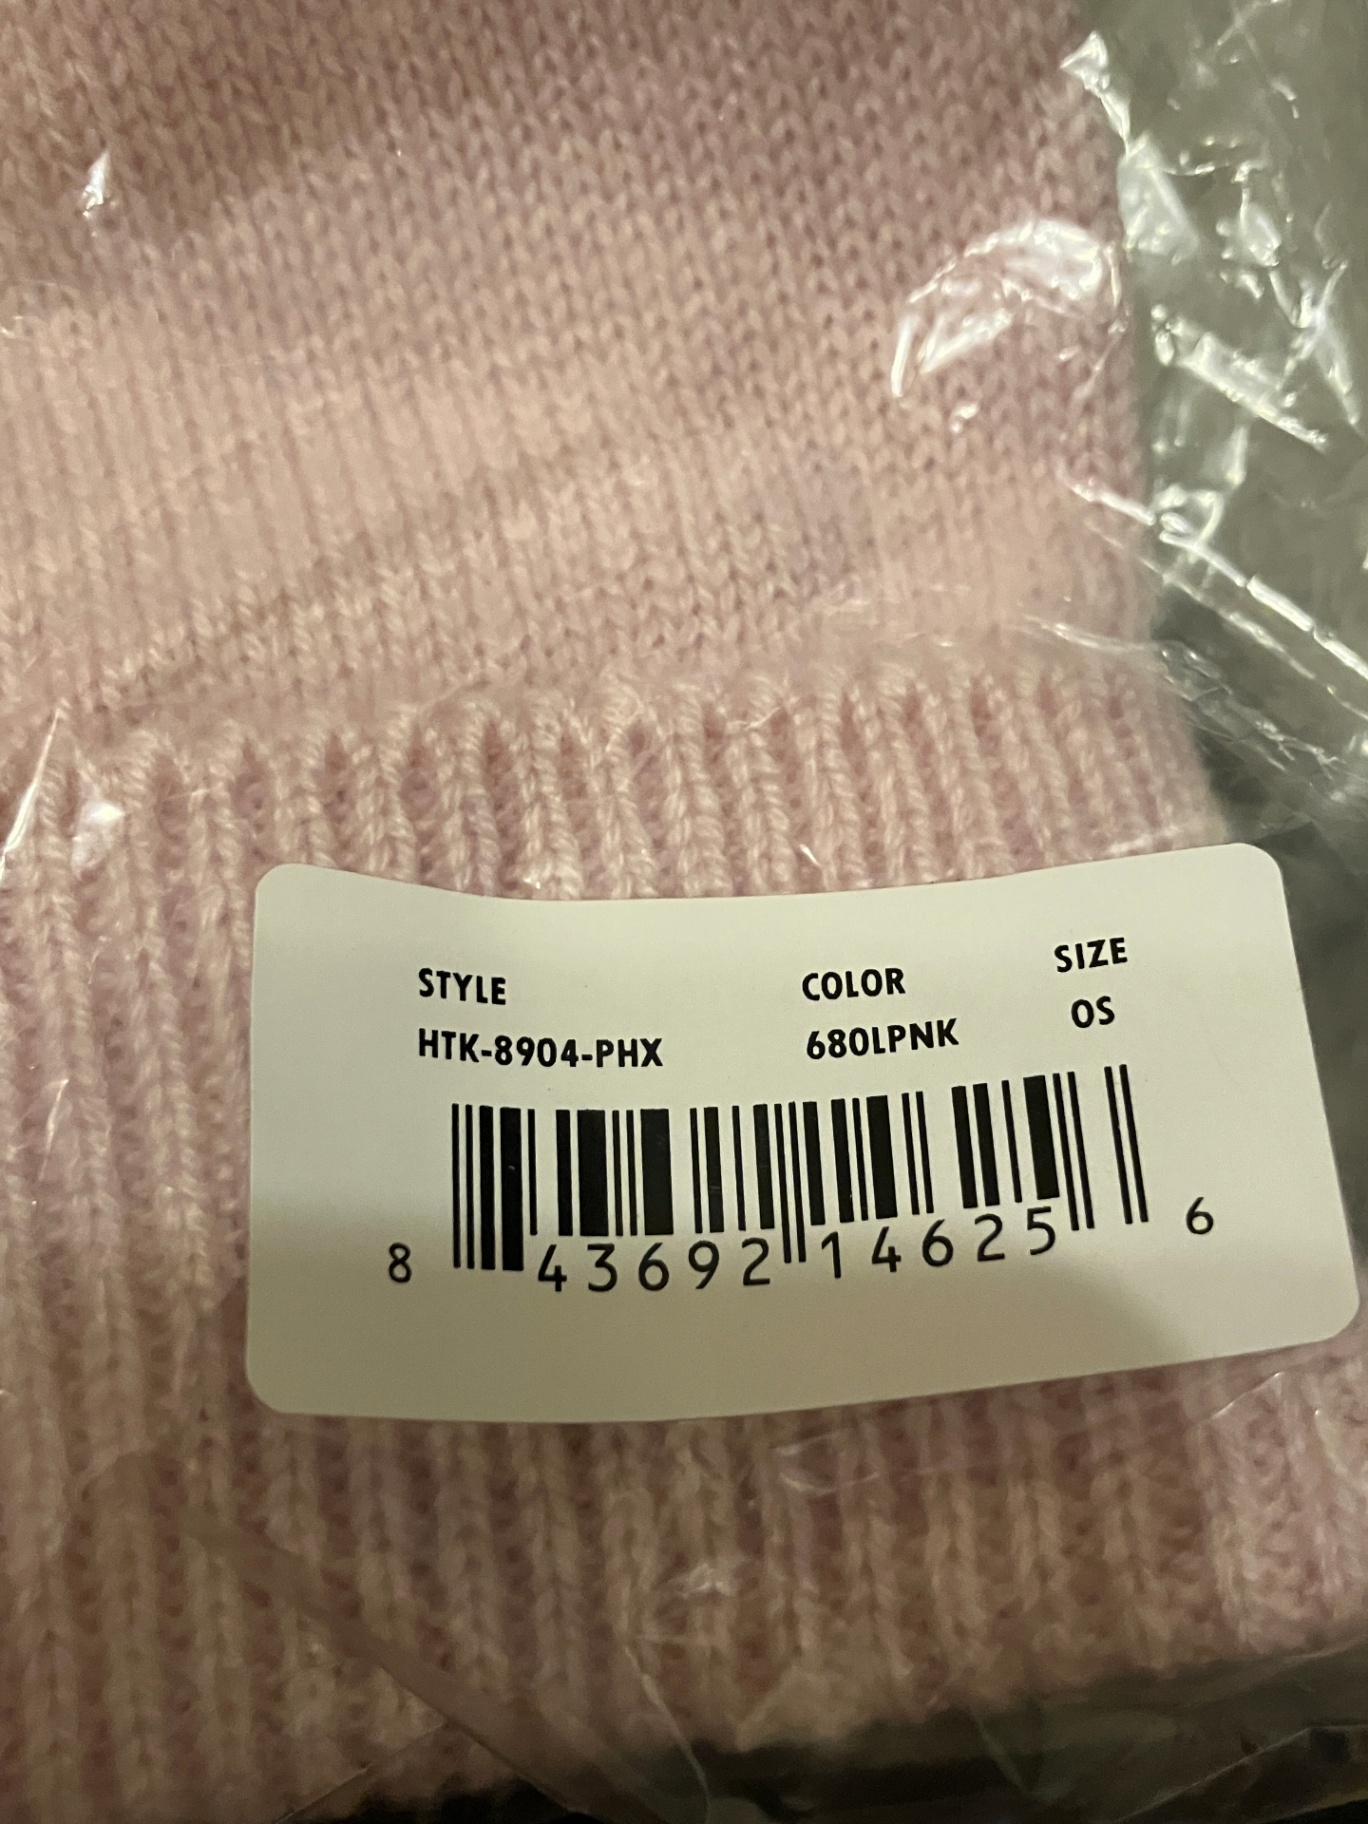 STYLE COLOR SIZE
HTK-8904-PHX 680LPNK OS
8 43692 14625 6